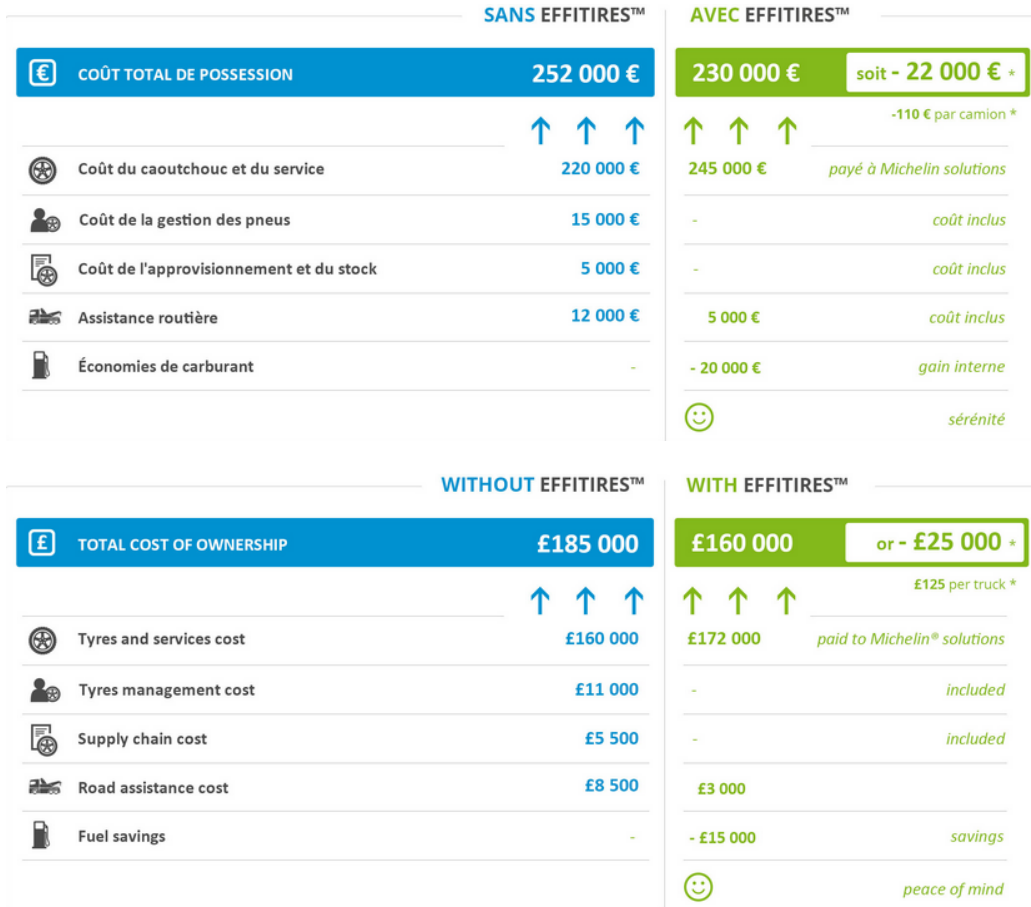 SANS EFFITIRES™ AVEC EFFITIRES™
€ COÛT TOTAL DE POSSESSION 252 000 € 230 000 € soit - 22 000 € *
-110 € par camion *
Coût du caoutchouc et du service 220 000 € 245 000 € payé à Michelin solutions
Coût de la gestion des pneus 15 000 € - coût inclus
Coût de l'approvisionnement et du stock 5 000 € - coût inclus
Assistance routière 12 000 € 5 000 € coût inclus
Économies de carburant - - 20 000 € gain interne
sérénité
WITHOUT EFFITIRES™ WITH EFFITIRES™
£ TOTAL COST OF OWNERSHIP £185 000 £160 000 or - £25 000 *
£125 per truck *
Tyres and services cost £160 000 £172 000 paid to Michelin® solutions
Tyres management cost £11 000 - included
Supply chain cost £5 500 - included
Road assistance cost £8 500 £3 000
Fuel savings - - £15 000 savings
peace of mind